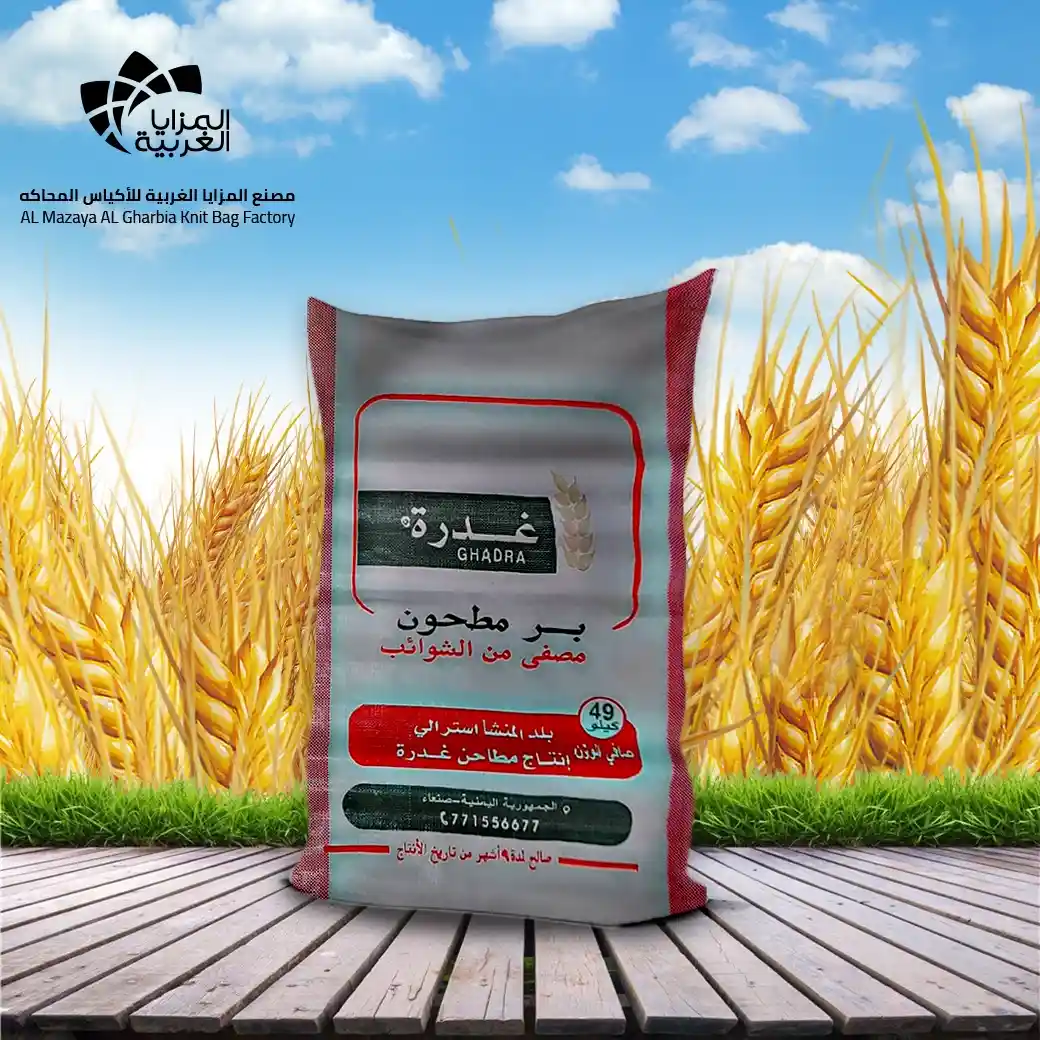 المزايا
الغربية
مصنع المزايا الغربية للأكياس المحاكه
AL Mazaya AL Gharbia Knit Bag Factory
غدرة
GHADRA
بر مطحون
مصفى من الشوائب
49
كيلو
صافي الوزن
بلد المنشا استرالي
إنتاج مطاحن غدرة
الجمهورية اليمنية-صنعاء
771556677
صالح لمدة ٩ أشهر من تاريخ الأنتاج